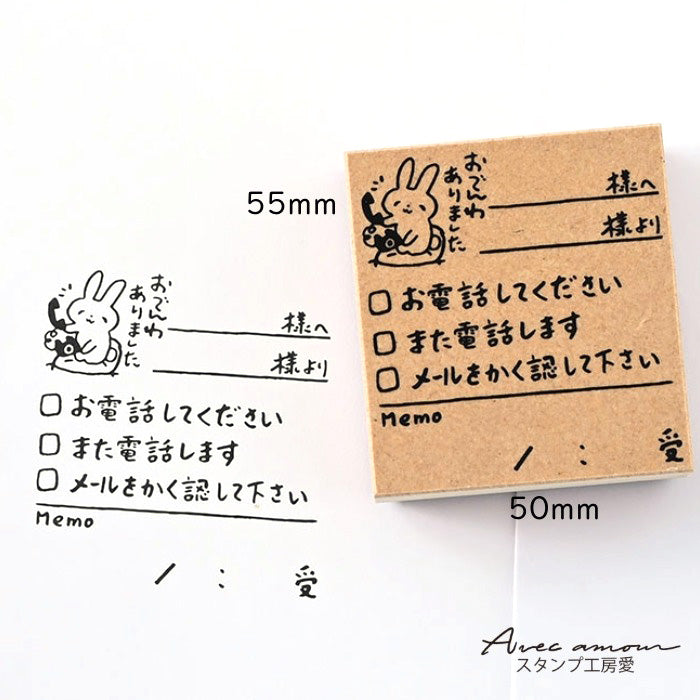 55mm
おでんわ
ありました
様へ
様より
お電話してください
また電話します
メールをかく認して下さい
Memo
/ : 受
おでんわ
ありました
様へ
様より
お電話してください
また電話します
メールをかく認して下さい
Memo
/ : 受
50mm
Avec amour
スタンプ工房愛